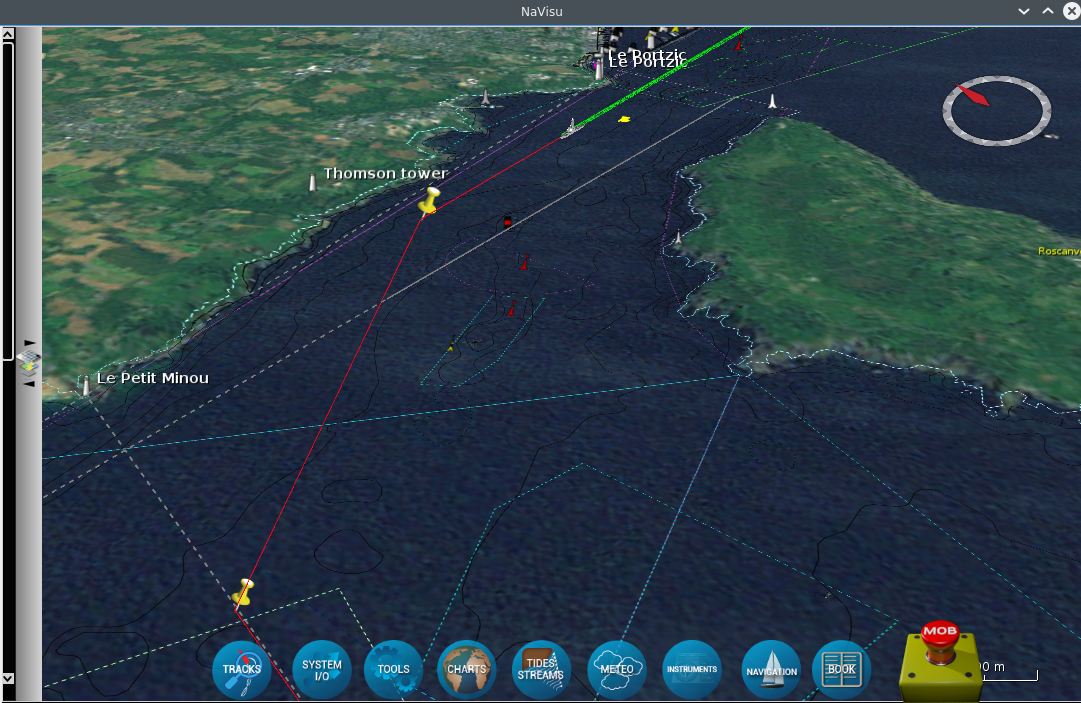 NaVisu
Le Portzic
Le Portzic
Thomson tower
Roscanv
Le Petit Minou
TRACKS
SYSTEM
I/O
TOOLS
CHARTS
TIDES
STREAMS
METEO
INSTRUMENTS
NAVIGATION
BOOK
MOB
00 m